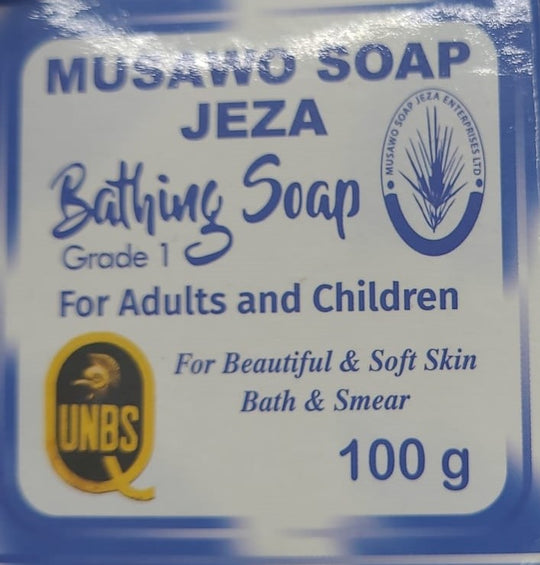 MUSAWO SOAP
JEZA
MUSAWO SOAP JEZA ENTERPRISES LTD
Bathing Soap
Grade 1
For Adults and Children
UNBS
For Beautiful & Soft Skin
Bath & Smear
100 g